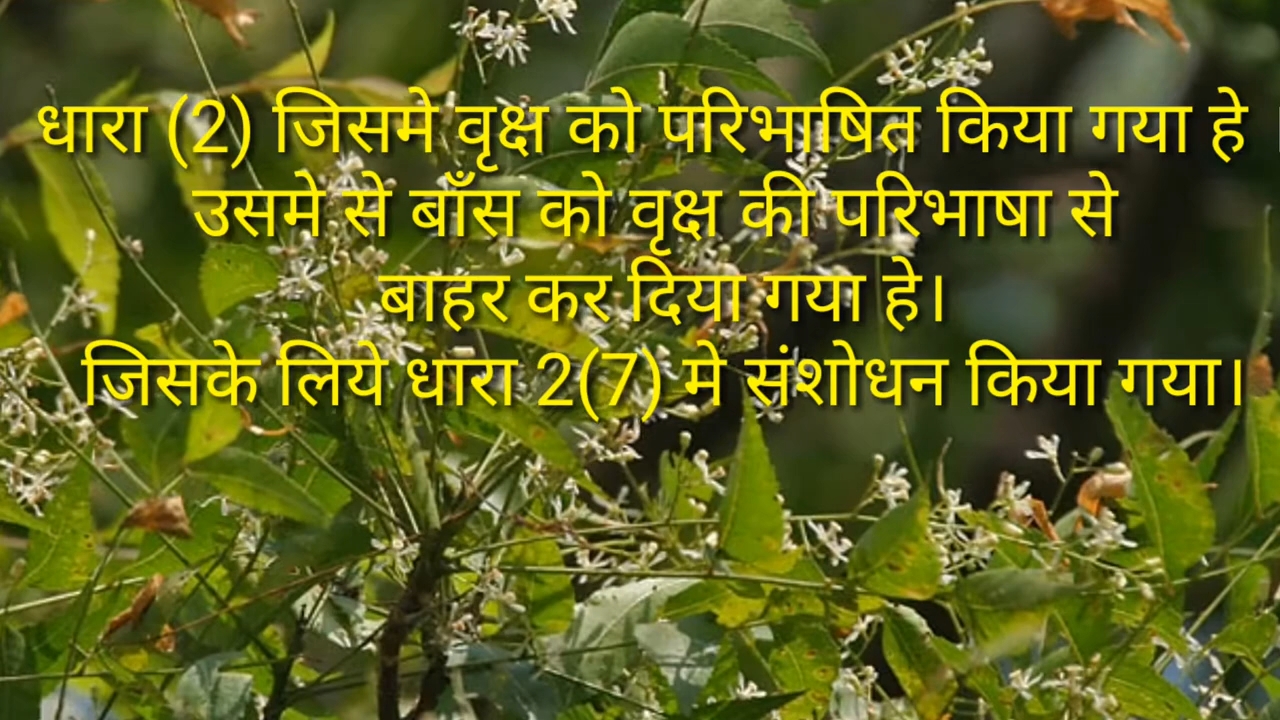 धारा (2) जिसमे वृक्ष को परिभाषित किया गया हे ।
उसमे से बाँस को वृक्ष की परिभाषा से
बाहर कर दिया गया हे।
जिसके लिये धारा 2(7) मे संशोधन किया गया।